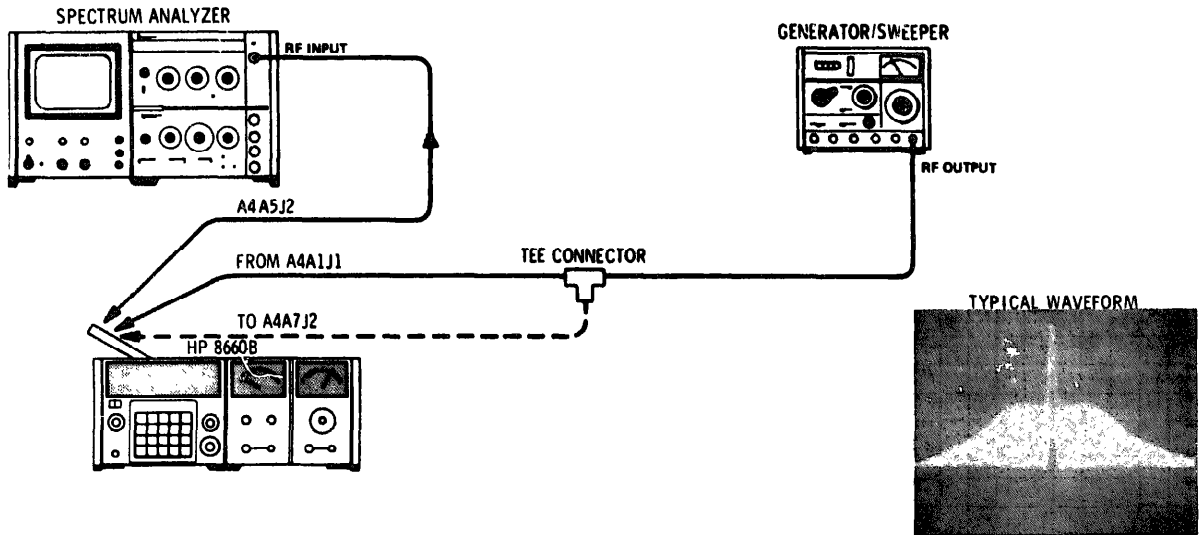 SPECTRUM ANALYZER
RF INPUT
GENERATOR/SWEEPER
RF OUTPUT
A4A5J2
FROM A4A1J1
TEE CONNECTOR
TO A4A7J2
HP 8660B
TYPICAL WAVEFORM